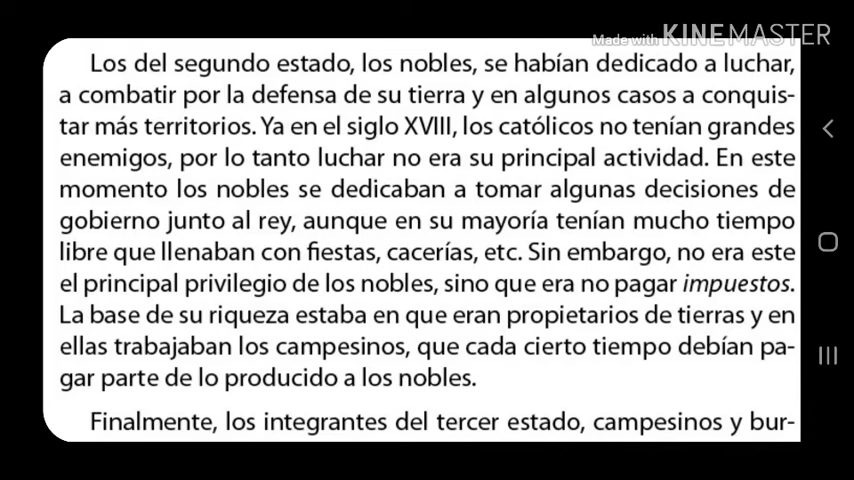 Made with KINEMASTER
Los del segundo estado, los nobles, se habían dedicado a luchar,
a combatir por la defensa de su tierra y en algunos casos a conquis-
tar más territorios. Ya en el siglo XVIII, los católicos no tenían grandes
enemigos, por lo tanto luchar no era su principal actividad. En este
momento los nobles se dedicaban a tomar algunas decisiones de
gobierno junto al rey, aunque en su mayoría tenían mucho tiempo
libre que llenaban con fiestas, cacerías, etc. Sin embargo, no era este
el principal privilegio de los nobles, sino que era no pagar impuestos.
La base de su riqueza estaba en que eran propietarios de tierras y en
ellas trabajaban los campesinos, que cada cierto tiempo debían pa-
gar parte de lo producido a los nobles.
Finalmente, los integrantes del tercer estado, campesinos y bur-